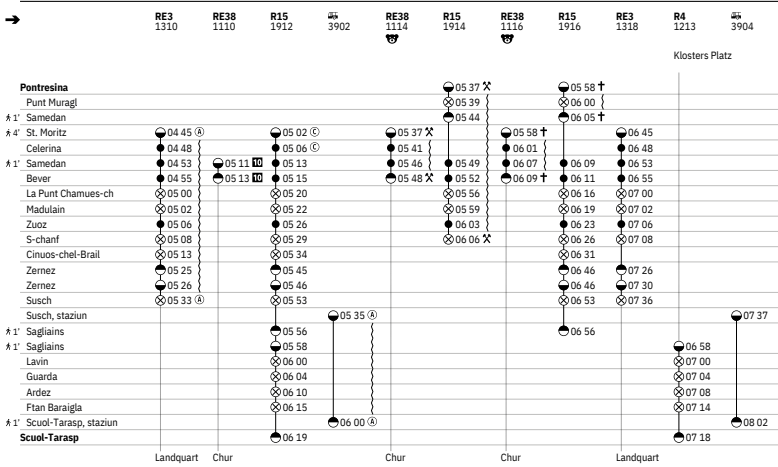 RE3 RE38 R15 RE38 R15 RE38 R15 RE3 R4
1310 1110 1912 3902 1114 1914 1116 1916 1318 1213 3904
Klosters Platz
Pontresina 05 37 05 58
Punt Muragl 05 39 06 00
1' Samedan 05 44 06 05
4' St. Moritz 04 45 A 05 02 C 05 37 05 58 06 45
Celerina 04 48 05 06 C 05 41 06 01 06 48
1' Samedan 04 53 05 11 10 05 13 05 46 05 49 06 07 06 09 06 53
Bever 04 55 05 13 10 05 15 05 48 05 52 06 09 06 11 06 55
La Punt Chamues-ch 05 00 05 20 05 56 06 16 07 00
Madulain 05 02 05 22 05 59 06 19 07 02
Zuoz 05 06 05 26 06 03 06 23 07 06
S-chanf 05 08 05 29 06 06 06 26 07 08
Cinuos-chel-Brail 05 13 05 34 06 31
Zernez 05 25 05 45 06 46 07 26
Zernez 05 26 05 46 06 46 07 30
Susch 05 33 A 05 53 06 53 07 36
Susch, staziun 05 35 A 07 37
1' Sagliains 05 56 06 56
1' Sagliains 05 58 06 58
Lavin 06 00 07 00
Guarda 06 04 07 04
Ardez 06 10 07 08
Ftan Baraigla 06 15 07 14
1' Scuol-Tarasp, staziun 06 00 A 08 02
Scuol-Tarasp 06 19 07 18
Landquart Chur Chur Chur Landquart